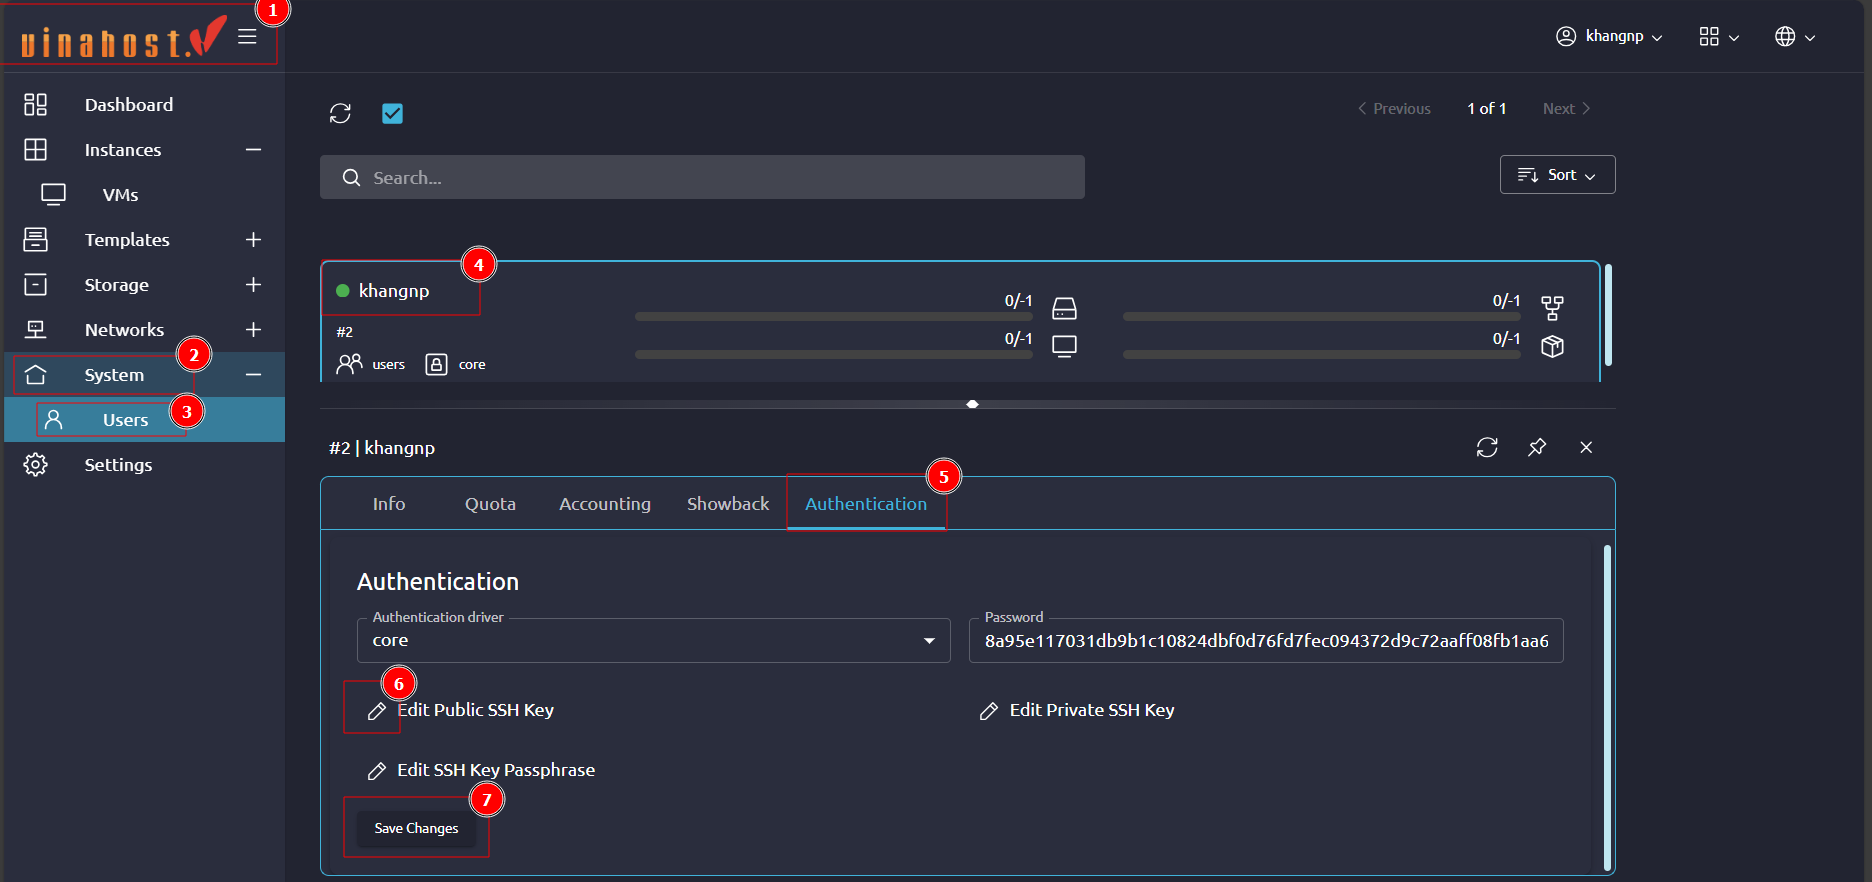 vinahost.
1
khangnp
Dashboard
Instances
VMs
Templates
Storage
Networks
2
System
3
Users
Settings
Previous
1 of 1
Next
Search...
Sort
4
khangnp
#2
users
core
0/-1
0/-1
0/-1
0/-1
#2 | khangnp
5
Info
Quota
Accounting
Showback
Authentication
Authentication
Authentication driver
core
Password
8a95e117031db9b1c10824dbf0d76fd7fec094372d9c72aaff08fb1aa6
6
Edit Public SSH Key
Edit Private SSH Key
Edit SSH Key Passphrase
7
Save Changes